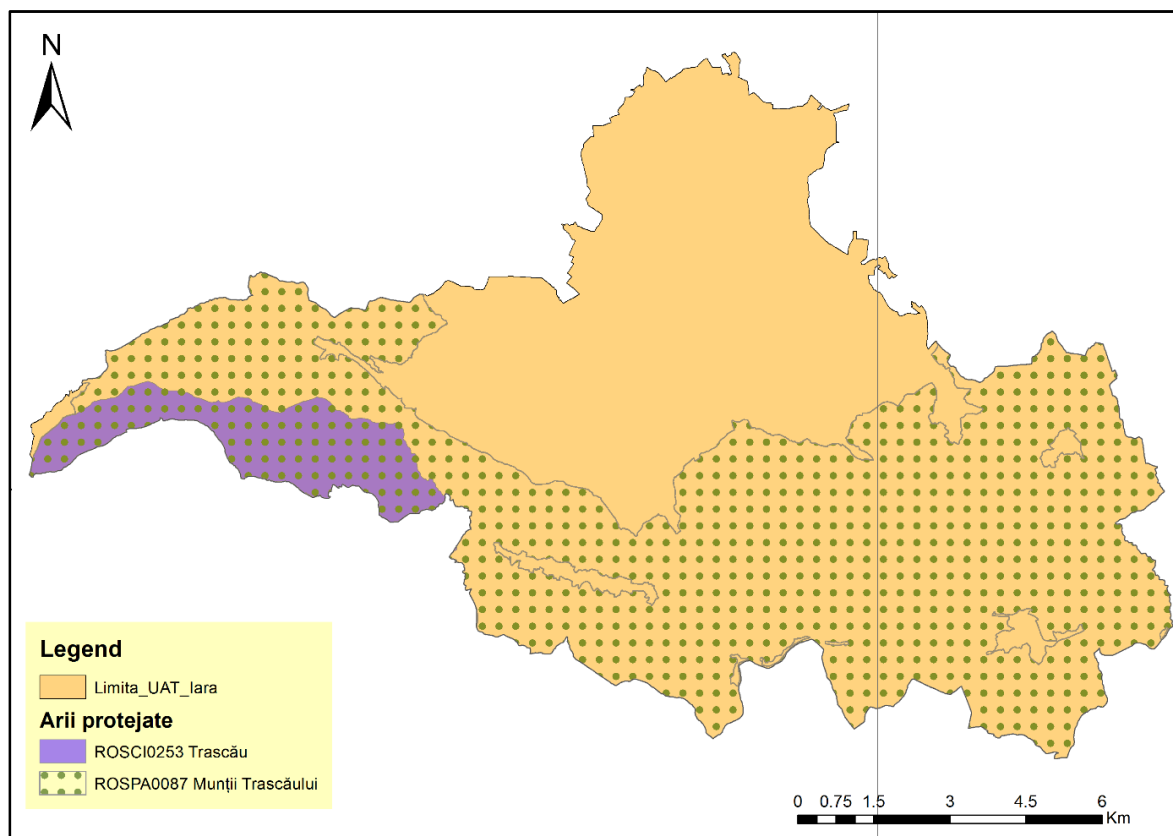 N
Legend
Limita_UAT_Iara
Arii protejate
ROSCI0253 Trascău
ROSPA0087 Munții Trascăului
0 0.75 1.5 3 4.5 6
Km